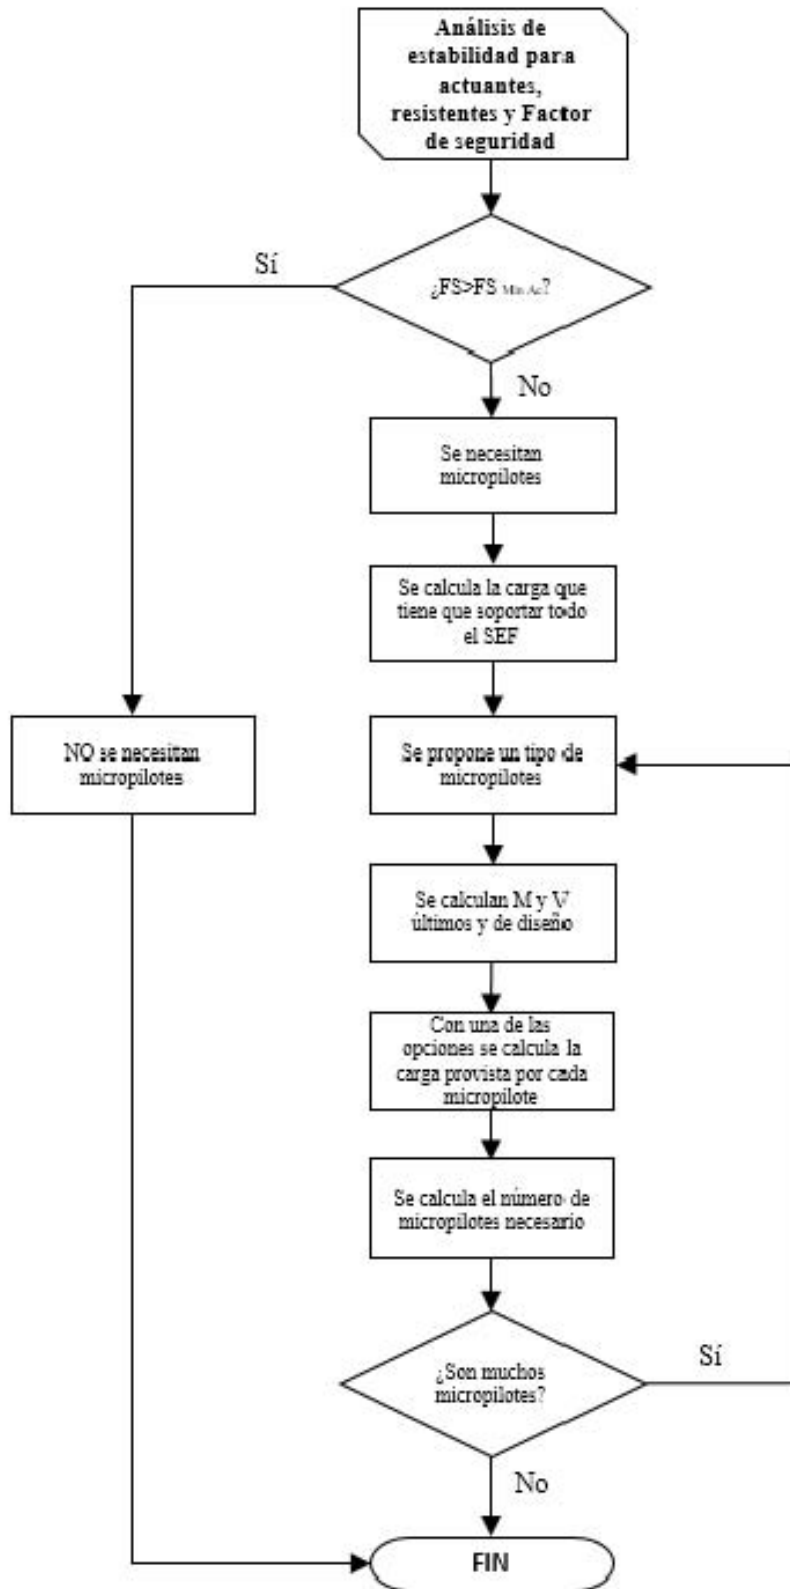 Análisis de
estabilidad para
actuantes,
resistentes y Factor
de seguridad
Sí
¿FS>FS Min Ac?
No
Se necesitan
micropilotes
Se calcula la carga que
tiene que soportar todo
el SEF
NO se necesitan
micropilotes
Se propone un tipo de
micropilotes
Se calculan M y V
últimos y de diseño
Con una de las
opciones se calcula la
carga provista por cada
micropilote
Se calcula el número de
micropilotes necesario
¿Son muchos
micropilotes?
Sí
No
FIN